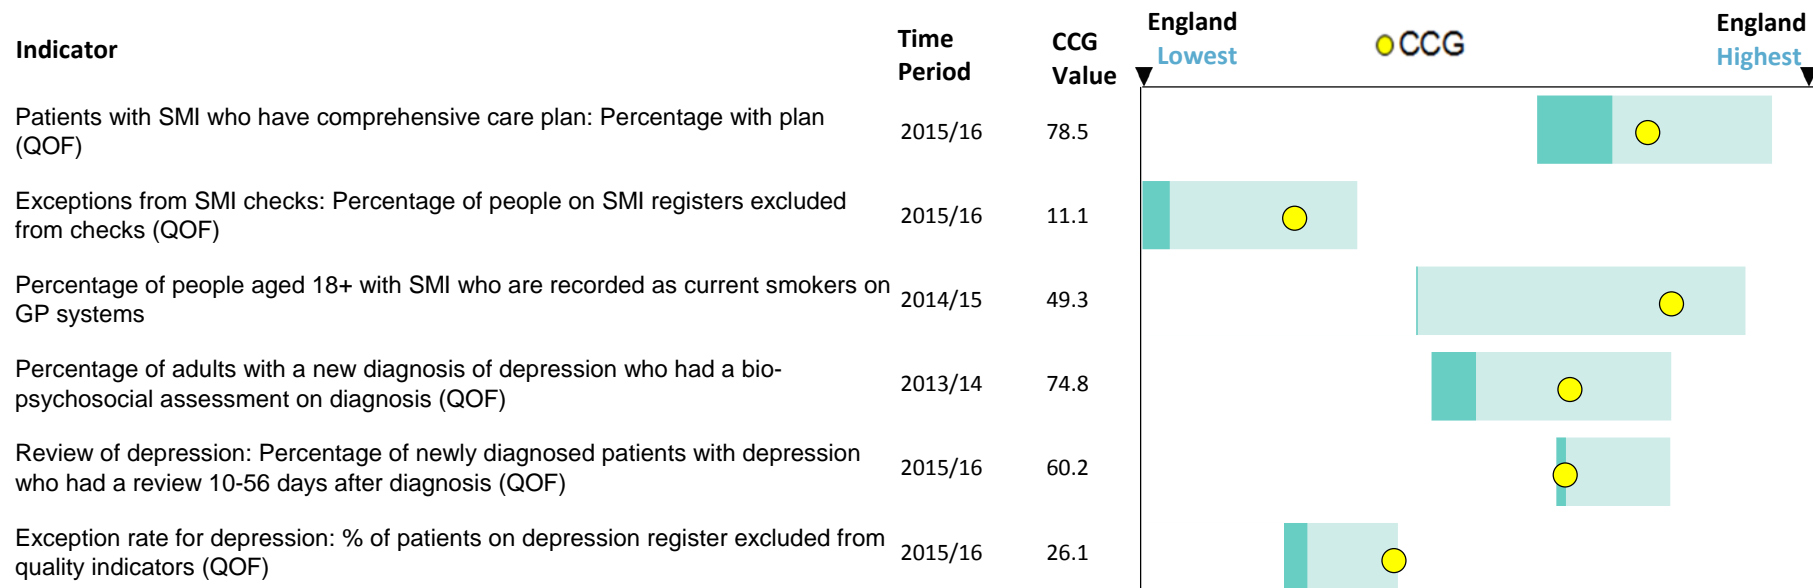 Indicator
Time
Period
CCG
Value
England
Lowest
CCG
England
Highest
Patients with SMI who have comprehensive care plan: Percentage with plan
(QOF)
2015/16
78.5
Exceptions from SMI checks: Percentage of people on SMI registers excluded
from checks (QOF)
2015/16
11.1
Percentage of people aged 18+ with SMI who are recorded as current smokers on
GP systems
2014/15
49.3
Percentage of adults with a new diagnosis of depression who had a bio-
psychosocial assessment on diagnosis (QOF)
2013/14
74.8
Review of depression: Percentage of newly diagnosed patients with depression
who had a review 10-56 days after diagnosis (QOF)
2015/16
60.2
Exception rate for depression: % of patients on depression register excluded from
quality indicators (QOF)
2015/16
26.1